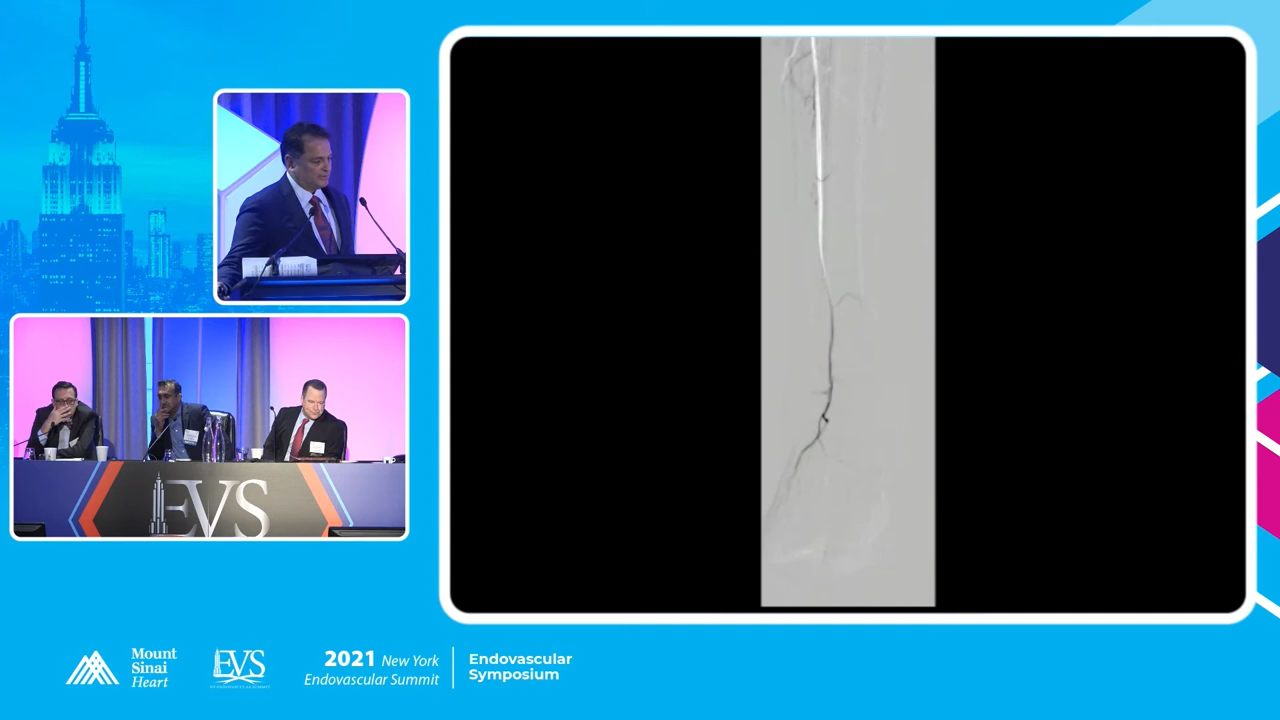 EVS
Mount
Sinai
Heart
EVS
2021 New York
Endovascular Summit
Endovascular
Symposium